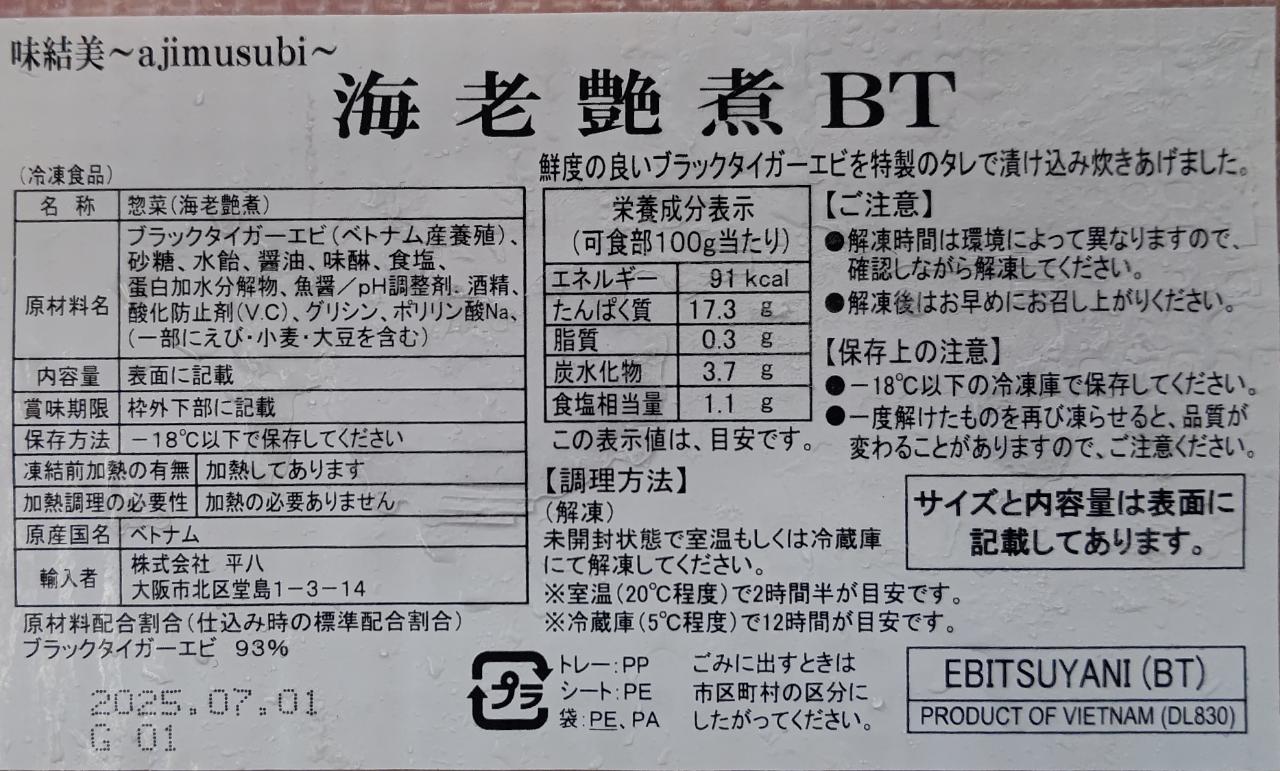 味結美～ajimusubi～
海老艶煮BT
鮮度の良いブラックタイガーエビを特製のタレで漬け込み炊きあげました。
(冷凍食品)
名 称 惣菜(海老艶煮)
原材料名 ブラックタイガーエビ(ベトナム産養殖)、
砂糖、水飴、醤油、味醂、食塩、
蛋白加水分解物、魚醤／pH調整剤.酒精、
酸化防止剤(V.C)、グリシン、ポリリン酸Na、
(一部にえび・小麦・大豆を含む)
内容量 表面に記載
賞味期限 枠外下部に記載
保存方法 －18℃以下で保存してください
凍結前加熱の有無 加熱してあります
加熱調理の必要性 加熱の必要ありません
原産国名 ベトナム
輸入者 株式会社 平八
大阪市北区堂島1－3－14
原材料配合割合(仕込み時の標準配合割合)
ブラックタイガーエビ 93%
2025.07.01
G 01
栄養成分表示
(可食部100g当たり)
エネルギー 91 kcal
たんぱく質 17.3 g
脂質 0.3 g
炭水化物 3.7 g
食塩相当量 1.1 g
この表示値は、目安です。
【調理方法】
(解凍)
未開封状態で室温もしくは冷蔵庫
にて解凍してください。
※室温(20℃程度)で2時間半が目安です。
※冷蔵庫(5℃程度)で12時間が目安です。
プラ
トレー:PP
シート:PE
袋:PE、PA
ごみに出すときは
市区町村の区分に
したがってください。
【ご注意】
●解凍時間は環境によって異なりますので、
確認しながら解凍してください。
●解凍後はお早めにお召し上がりください。
【保存上の注意】
●－18℃以下の冷凍庫で保存してください。
●一度解けたものを再び凍らせると、品質が
変わることがありますので、ご注意ください。
サイズと内容量は表面に
記載してあります。
EBITSUYANI (BT)
PRODUCT OF VIETNAM (DL830)